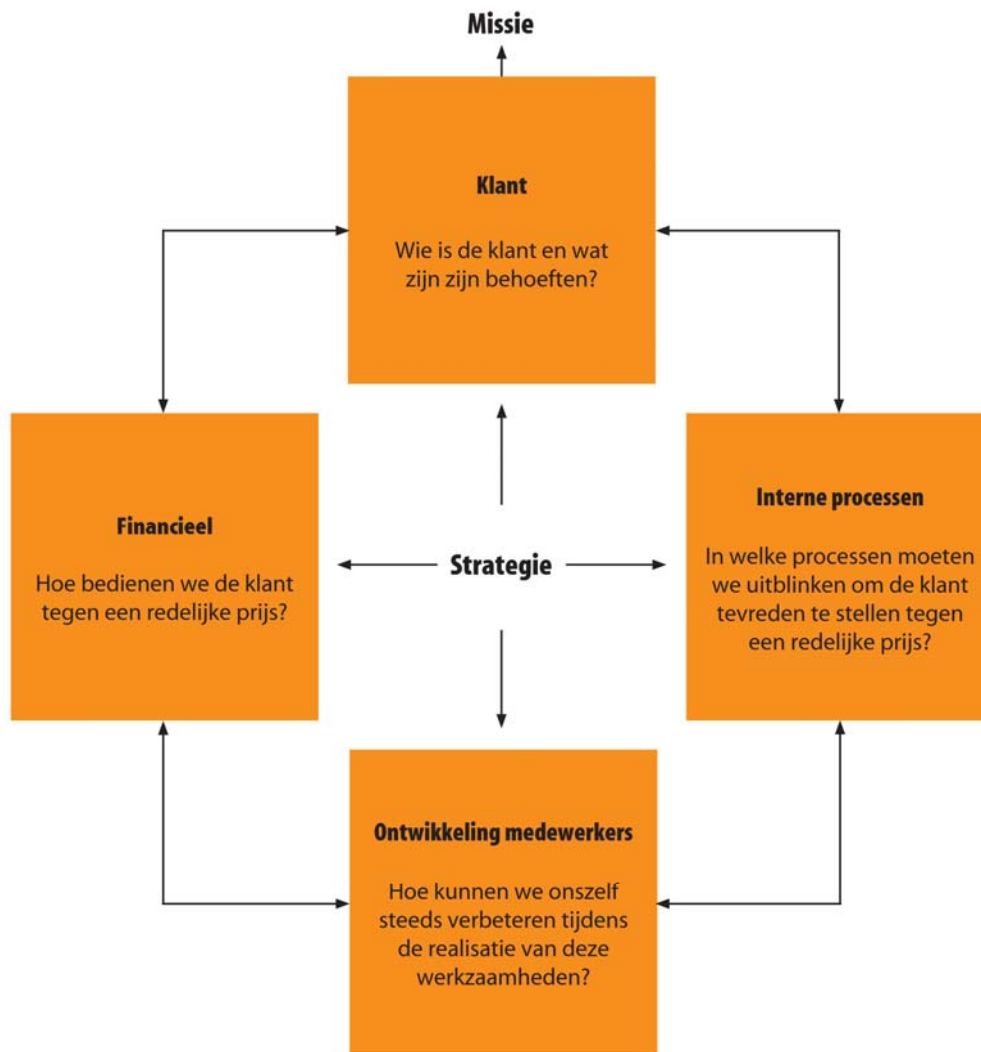 Missie
Klant
Wie is de klant en wat
zijn zijn behoeften?
Financieel
Hoe bedienen we de klant
tegen een redelijke prijs?
Strategie
Interne processen
In welke processen moeten
we uitblinken om de klant
tevreden te stellen tegen
een redelijke prijs?
Ontwikkeling medewerkers
Hoe kunnen we onszelf
steeds verbeteren tijdens
de realisatie van deze
werkzaamheden?